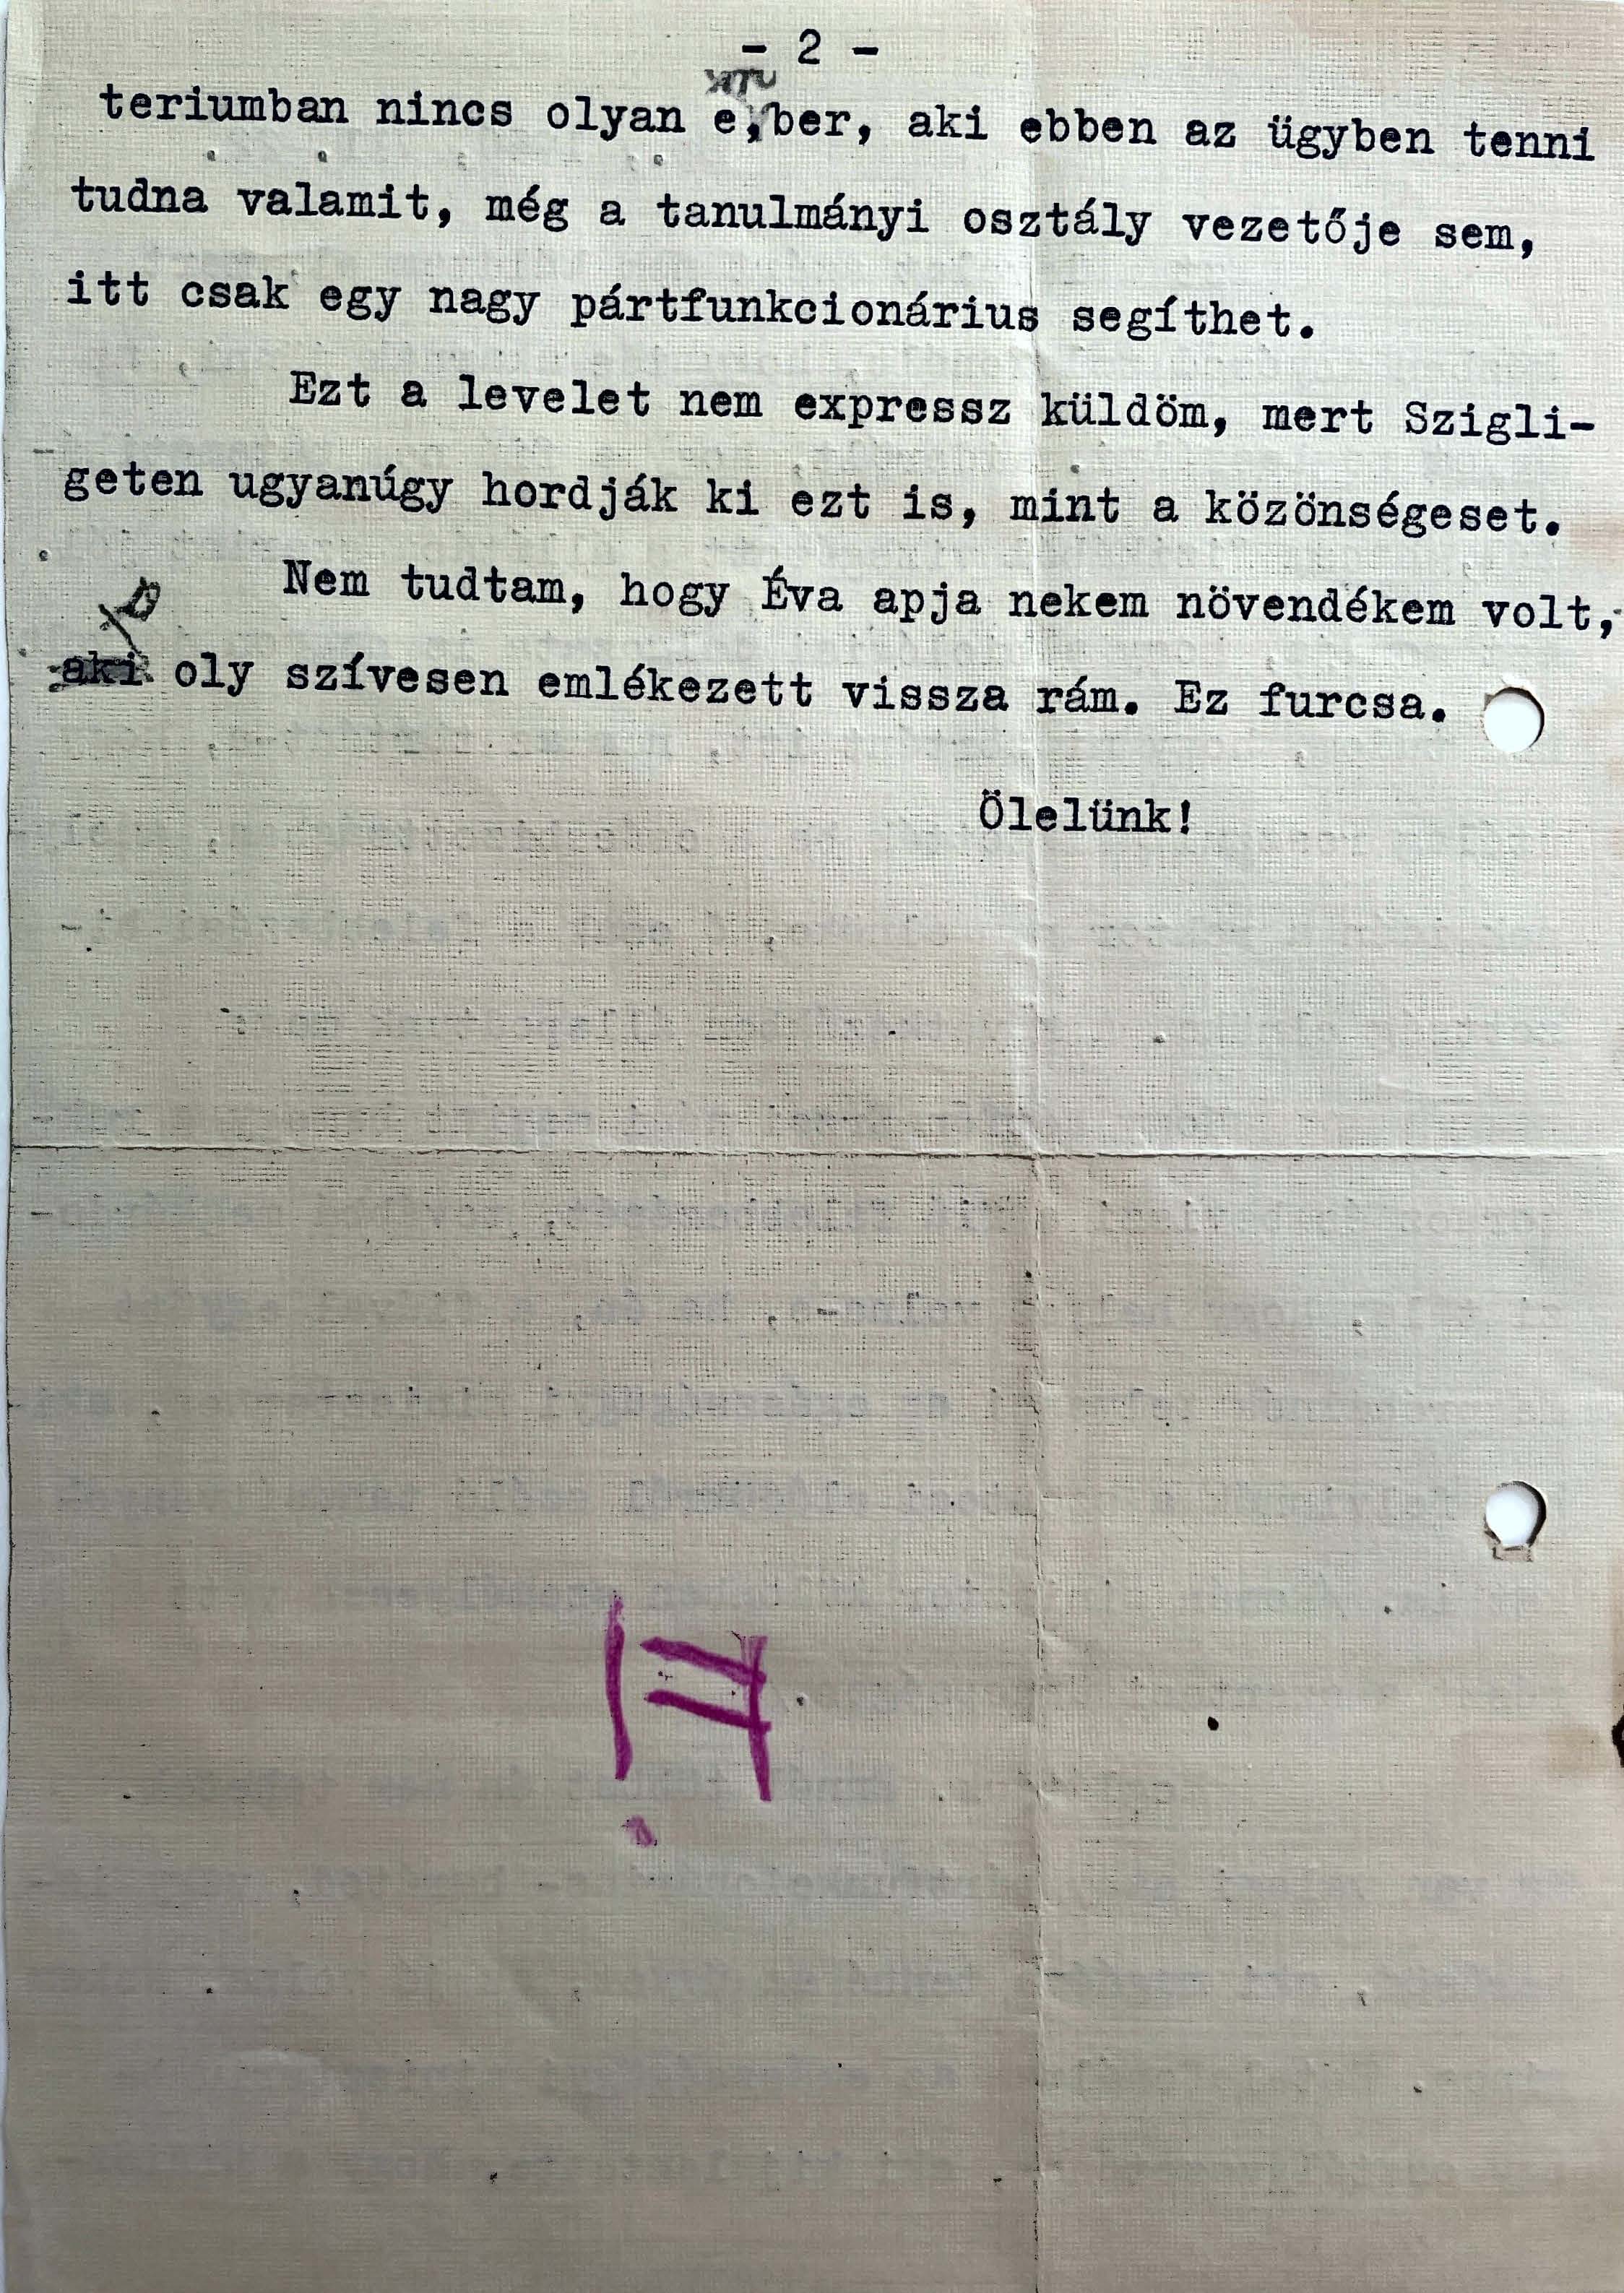 - 2 -
teriumban nincs olyan e,ber, aki ebben az ügyben tenni
tudna valamit, még a tanulmányi osztály vezetője sem,
itt csak egy nagy pártfunkcionárius segíthet.
Ezt a levelet nem expressz küldöm, mert Szigli-
geten ugyanúgy hordják ki ezt is, mint a közönségeset.
Nem tudtam, hogy Éva apja nekem növendékem volt,
aki oly szívesen emlékezett vissza rám. Ez furcsa.
Ölelünk!